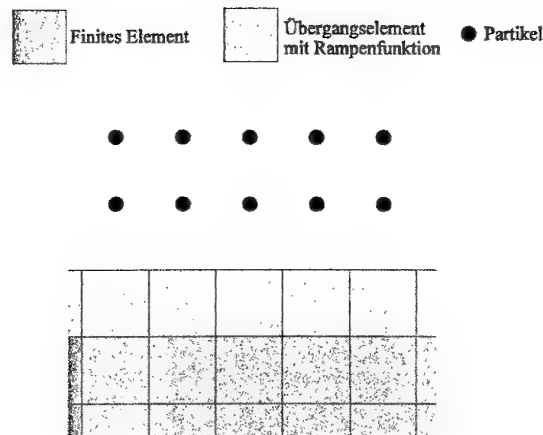 Finites Element
Übergangselement
mit Rampenfunktion
Partikel